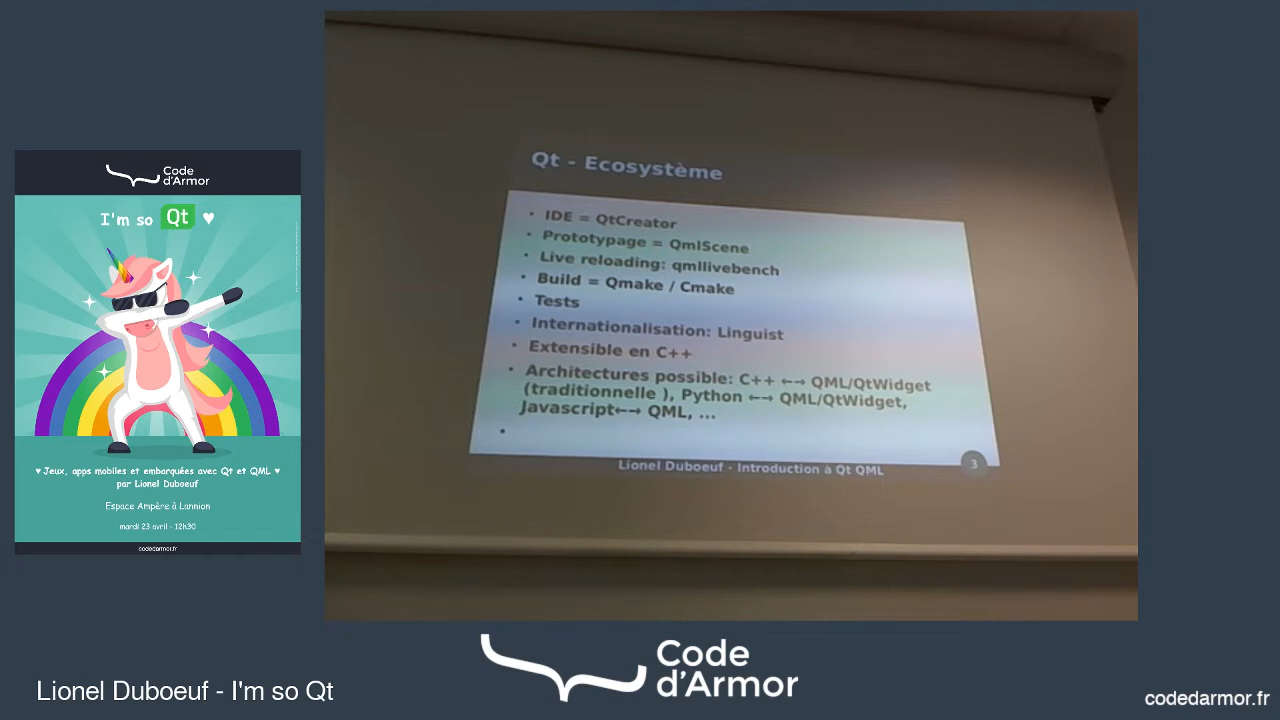 Code
d'Armor
I'm so Qt ♥
♥ Jeux, apps mobiles et embarquées avec Qt et QML ♥
par Lionel Duboeuf
Espace Ampère à Lannion
mardi 23 avril - 12h30
codedarmor.fr
Qt - Ecosystème
• IDE = QtCreator
• Prototypage = QmlScene
• Live reloading: qmllivebench
• Build = Qmake / Cmake
• Tests
• Internationalisation: Linguist
• Extensible en C++
• Architectures possible: C++ ←→ QML/QtWidget
(traditionnelle ), Python ←→ QML/QtWidget,
Javascript←→ QML, ...
•
Lionel Duboeuf - Introduction à Qt QML
3
Lionel Duboeuf - I'm so Qt
Code
d'Armor
codedarmor.fr